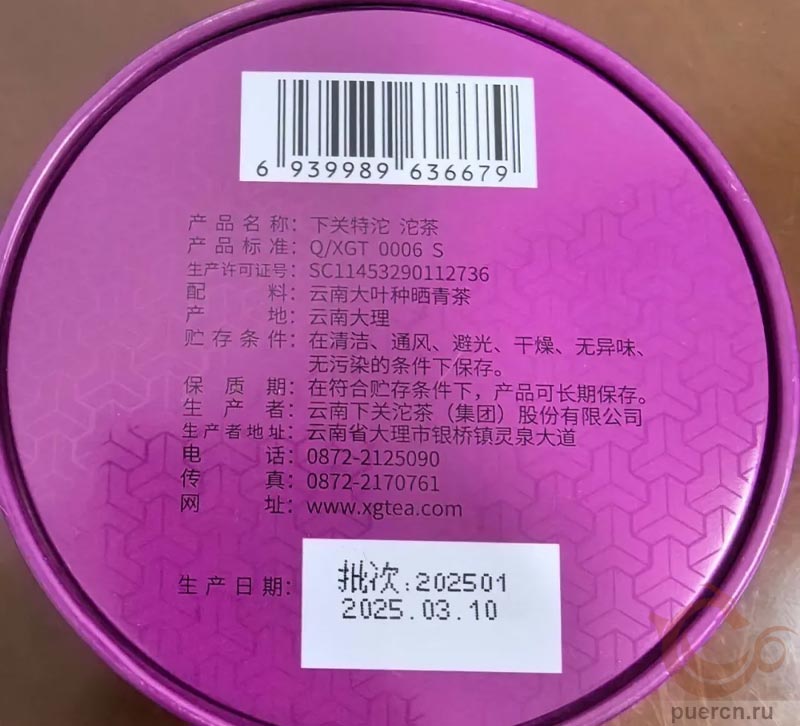 6 939989 636679
产品名称：下关特沱 沱茶
产品标准：Q/XGT 0006 S
生产许可证号：SC11453290112736
配料：云南大叶种晒青茶
产地：云南大理
贮存条件：在清洁、通风、避光、干燥、无异味、
无污染的条件下保存。
保质期：在符合贮存条件下，产品可长期保存。
生产者：云南下关沱茶（集团）股份有限公司
生产者地址：云南省大理市银桥镇灵泉大道
电话：0872-2125090
传真：0872-2170761
网址：www.xgtea.com
生产日期：批次:202501
2025.03.10
puercn.ru